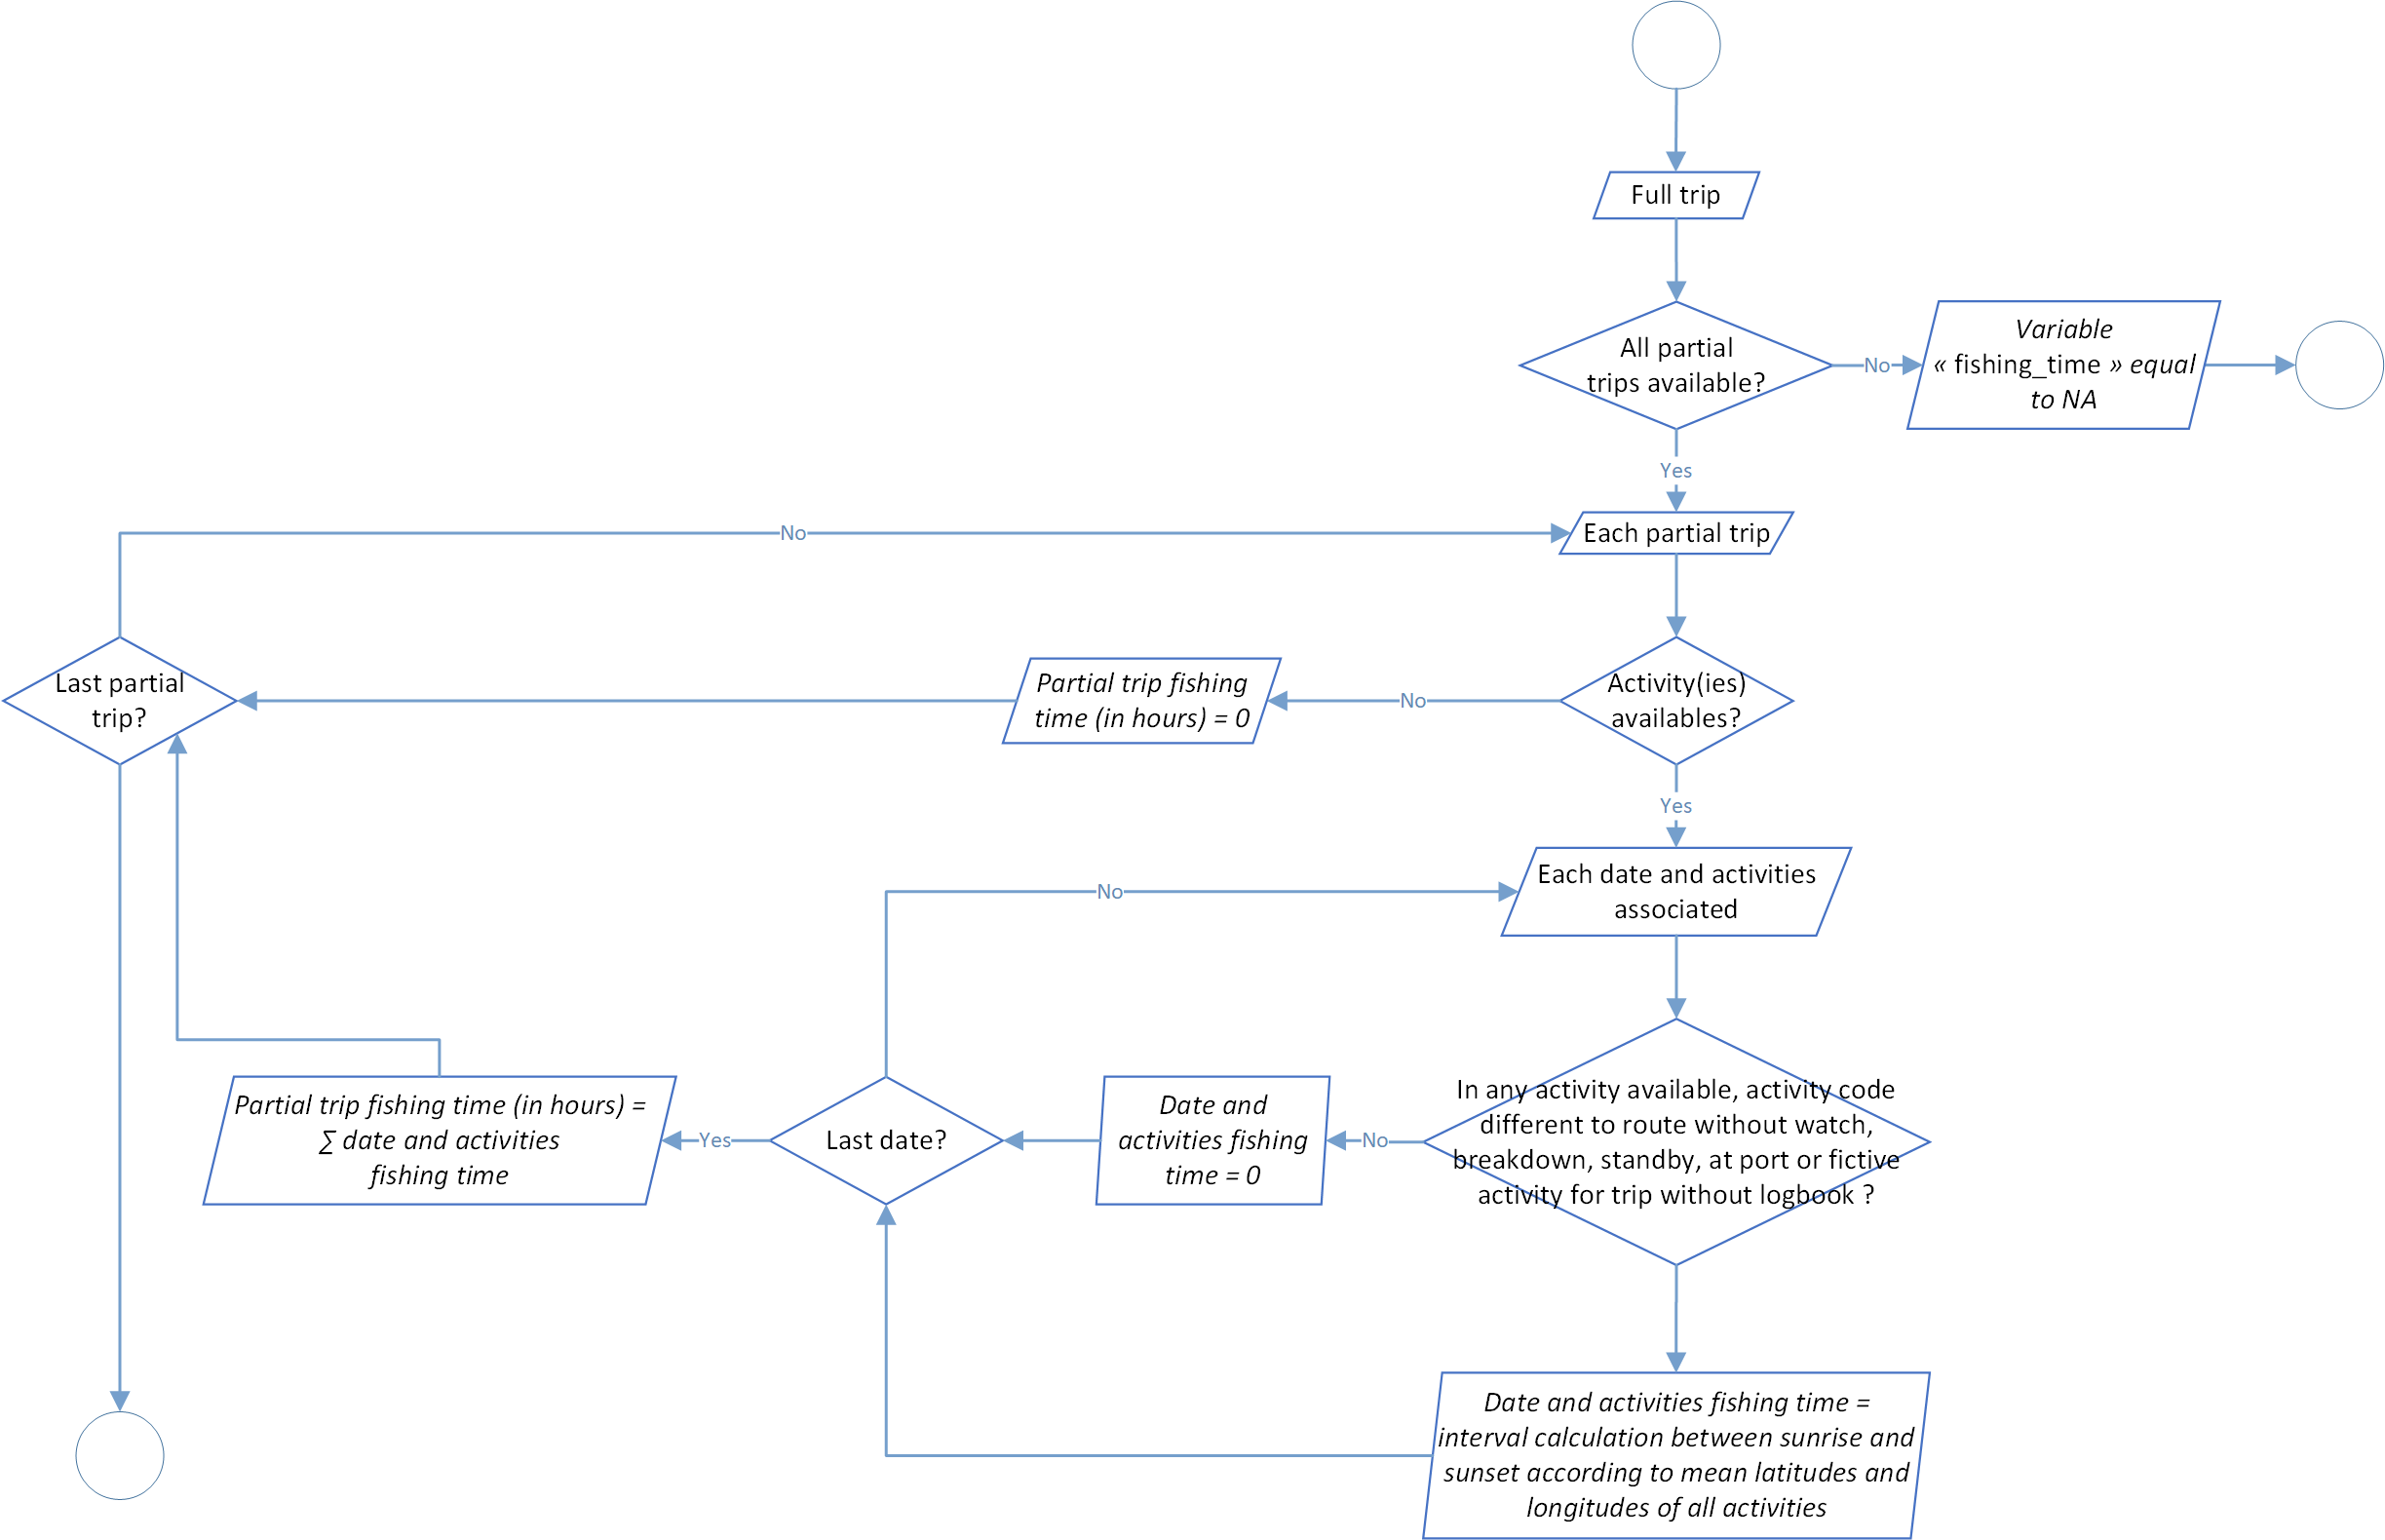 Full trip
All partial
trips available?
No
Variable
« fishing_time » equal
to NA
Yes
No
Each partial trip
Last partial
trip?
Partial trip fishing
time (in hours) = 0
No
Activity(ies)
availables?
Yes
No
Each date and activities
associated
Partial trip fishing time (in hours) =
∑ date and activities
fishing time
Yes
Last date?
Date and
activities fishing
time = 0
No
In any activity available, activity code
different to route without watch,
breakdown, standby, at port or fictive
activity for trip without logbook ?
Date and activities fishing time =
interval calculation between sunrise and
sunset according to mean latitudes and
longitudes of all activities